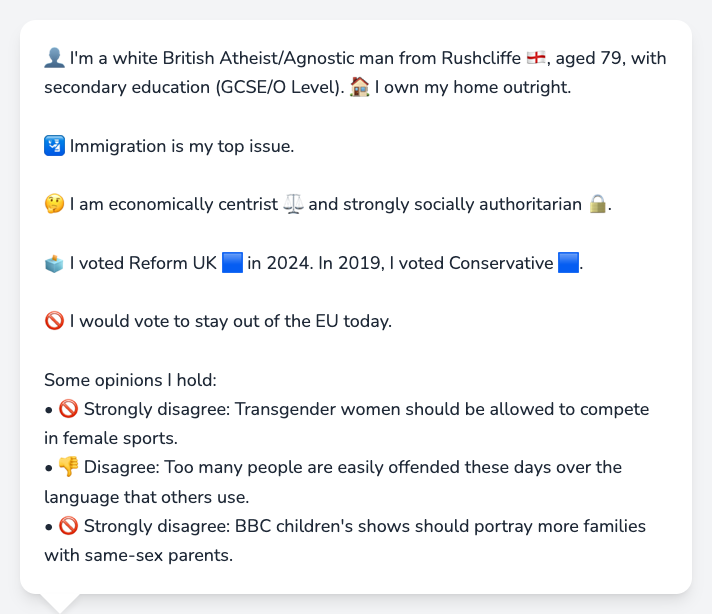 👤 I'm a white British Atheist/Agnostic man from Rushcliffe 🏴󠁧󠁢󠁥󠁮󠁧󠁿, aged 79, with
secondary education (GCSE/O Level). 🏠 I own my home outright.
🛂 Immigration is my top issue.
🤔 I am economically centrist ⚖️ and strongly socially authoritarian 🔒.
🗳️ I voted Reform UK 🟦 in 2024. In 2019, I voted Conservative 🟦.
🚫 I would vote to stay out of the EU today.
Some opinions I hold:
• 🚫 Strongly disagree: Transgender women should be allowed to compete
in female sports.
• 👎 Disagree: Too many people are easily offended these days over the
language that others use.
• 🚫 Strongly disagree: BBC children's shows should portray more families
with same-sex parents.